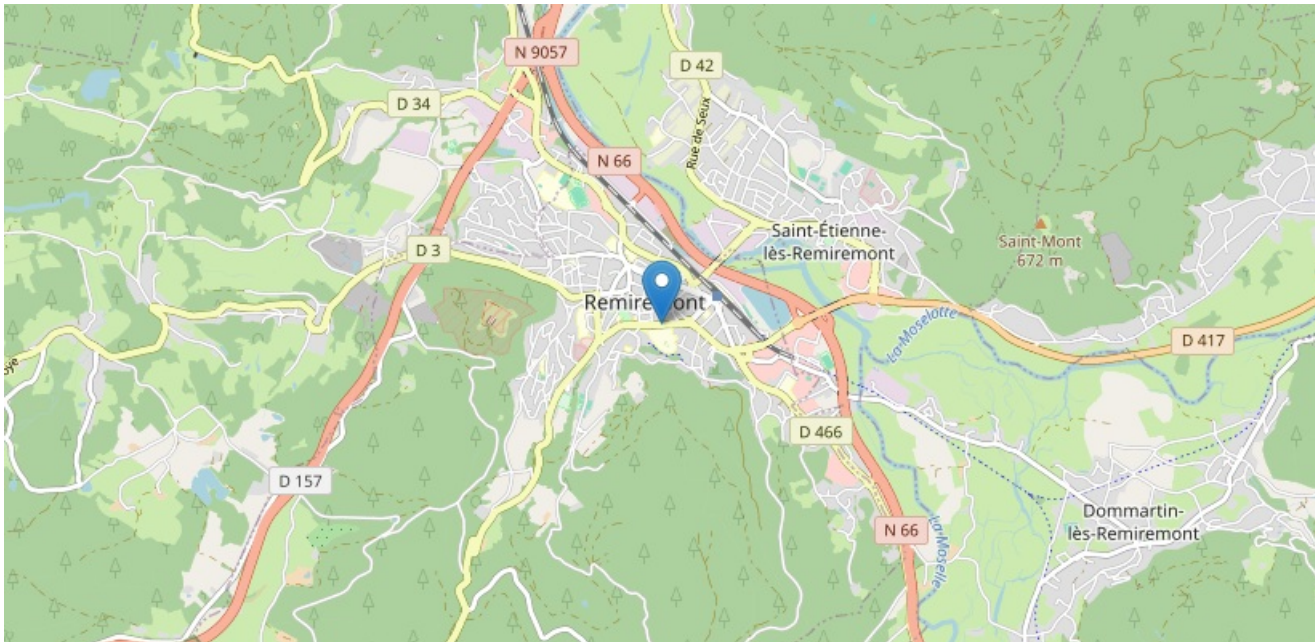 N 9057
D 42
D 34
Rue de Seux
N 66
Saint-Étienne-
lès-Remiremont
Saint-Mont
672 m
D 3
Remiremont
La Moselotte
D 417
D 466
D 157
N 66
La Moselle
Dommartin-
lès-Remiremont